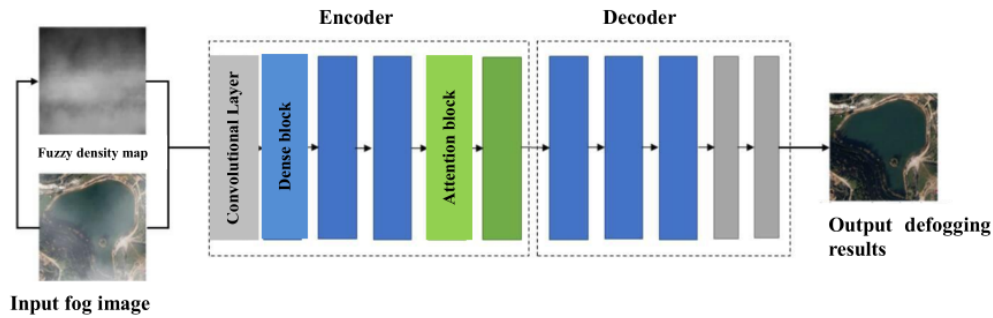 Encoder
Decoder
Fuzzy density map
Convolutional Layer
Dense block
Attention block
Input fog image
Output defogging
results